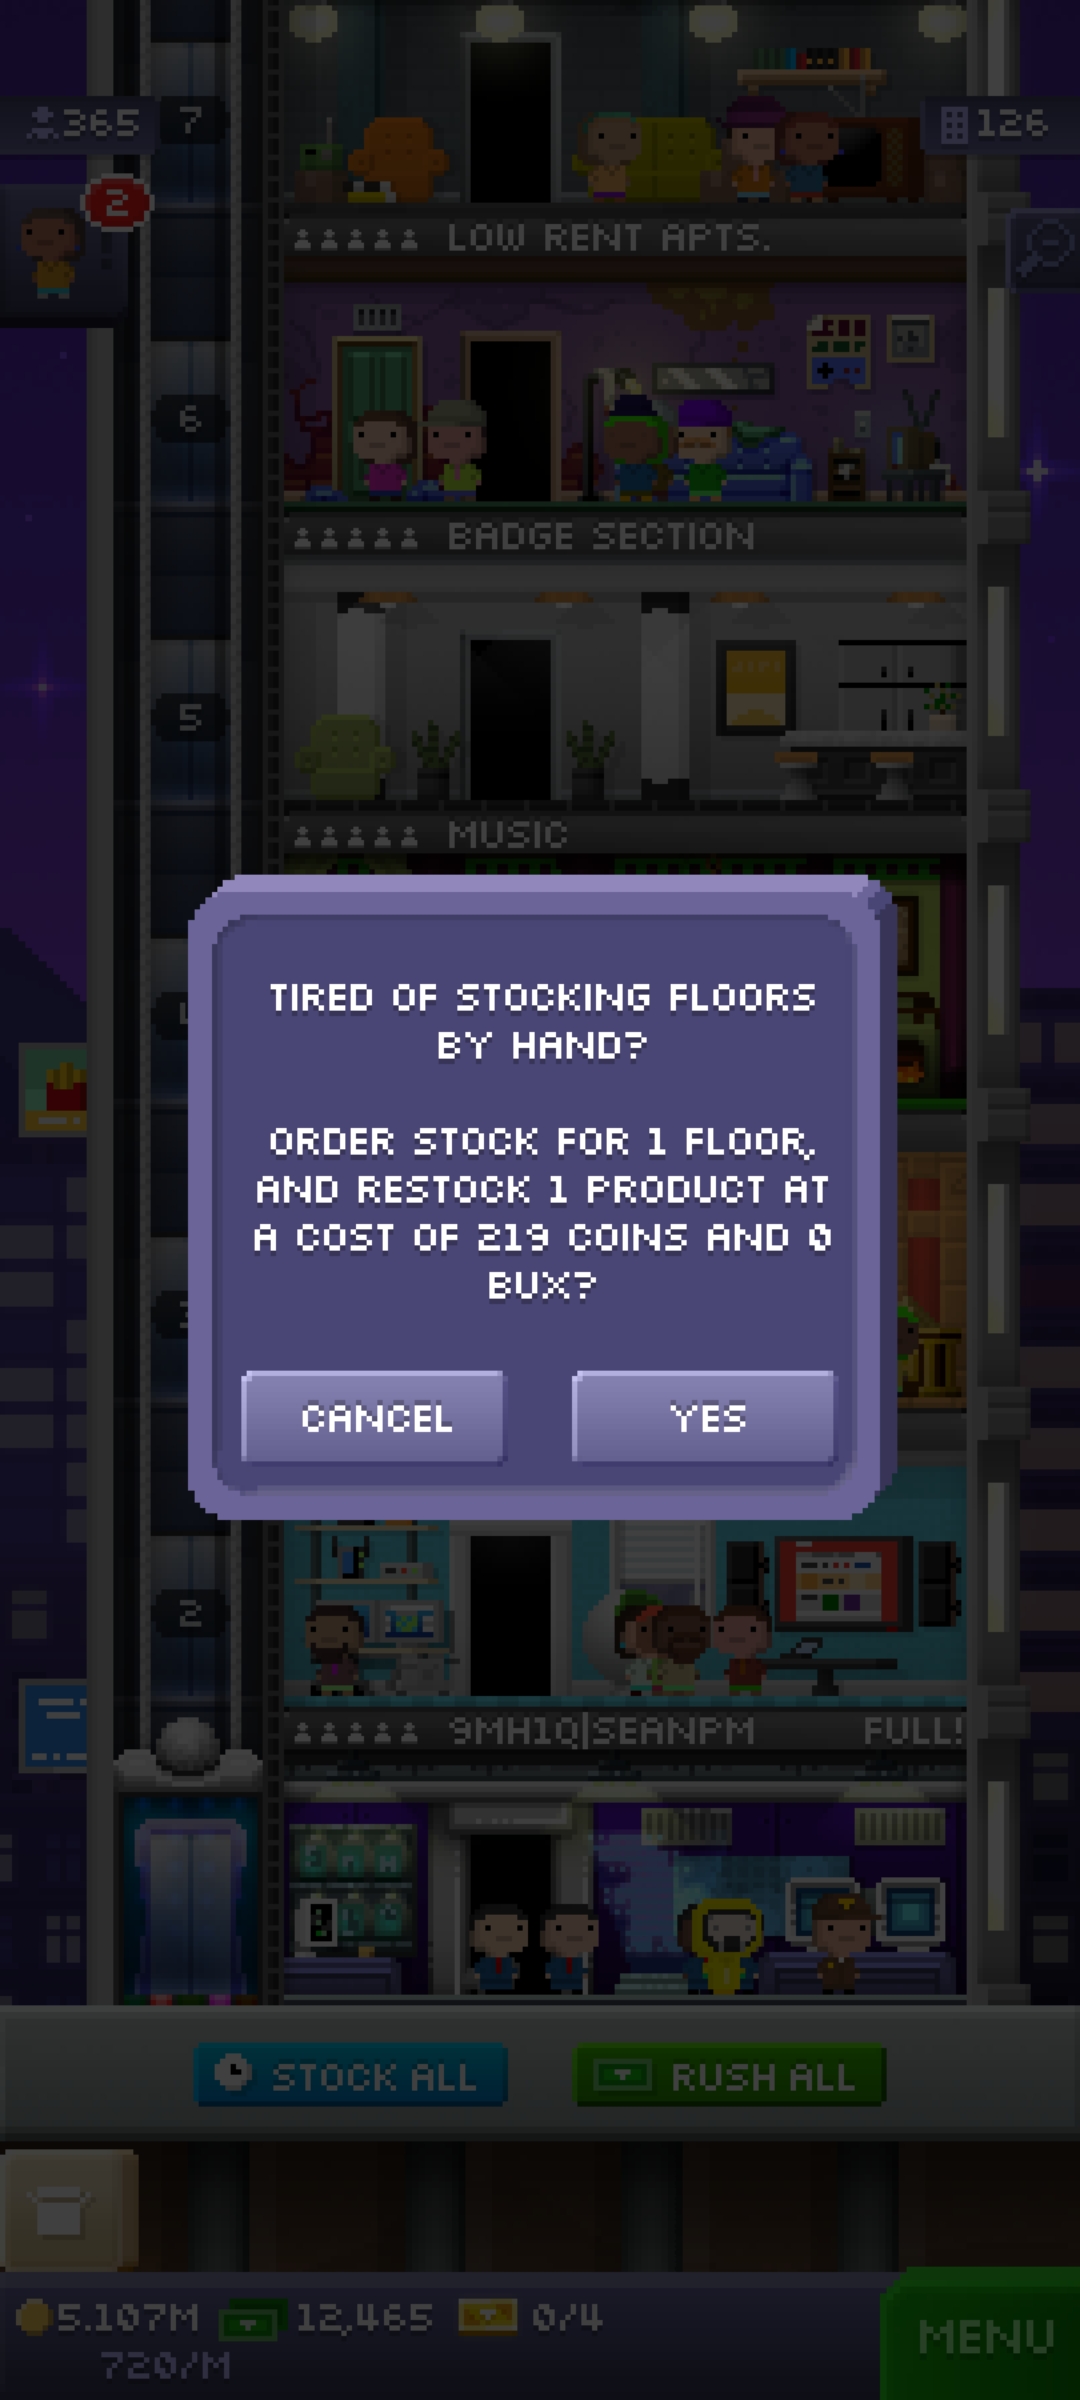 365
7
126
2
LOW RENT APTS.
6
BADGE SECTION
5
MUSIC
TIRED OF STOCKING FLOORS
BY HAND?
ORDER STOCK FOR 1 FLOOR,
AND RESTOCK 1 PRODUCT AT
A COST OF 219 COINS AND 0
BUX?
CANCEL
YES
2
9MH1Q|SEANPM
FULL!
STOCK ALL
RUSH ALL
5.107M
12,465
0/4
720/M
MENU